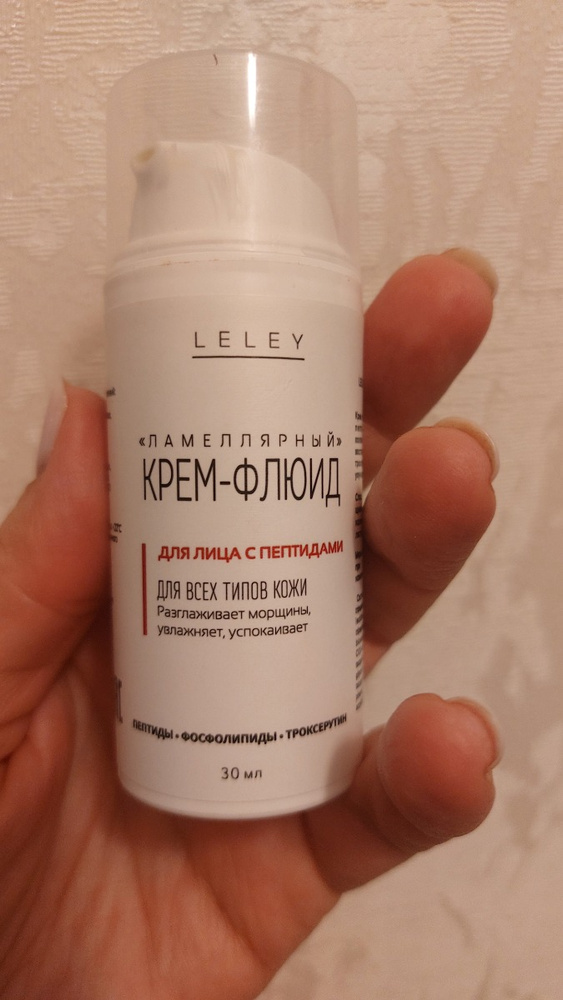 LELEY
«ЛАМЕЛЛЯРНЫЙ»
КРЕМ-ФЛЮИД
ДЛЯ ЛИЦА С ПЕПТИДАМИ
ДЛЯ ВСЕХ ТИПОВ КОЖИ
Разглаживает морщины,
увлажняет, успокаивает
ПЕПТИДЫ • ФОСФОЛИПИДЫ • ТРОКСЕРУТИН
30 мл